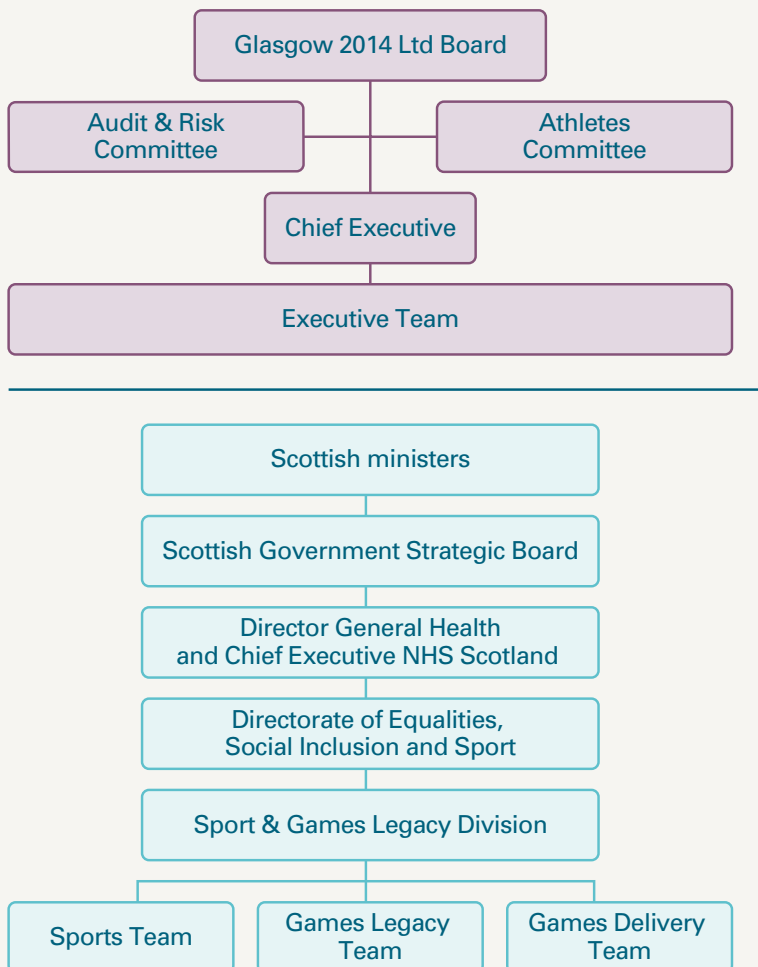 Glasgow 2014 Ltd Board
Audit & Risk
Committee
Athletes
Committee
Chief Executive
Executive Team
Scottish ministers
Scottish Government Strategic Board
Director General Health
and Chief Executive NHS Scotland
Directorate of Equalities,
Social Inclusion and Sport
Sport & Games Legacy Division
Sports Team
Games Legacy
Team
Games Delivery
Team